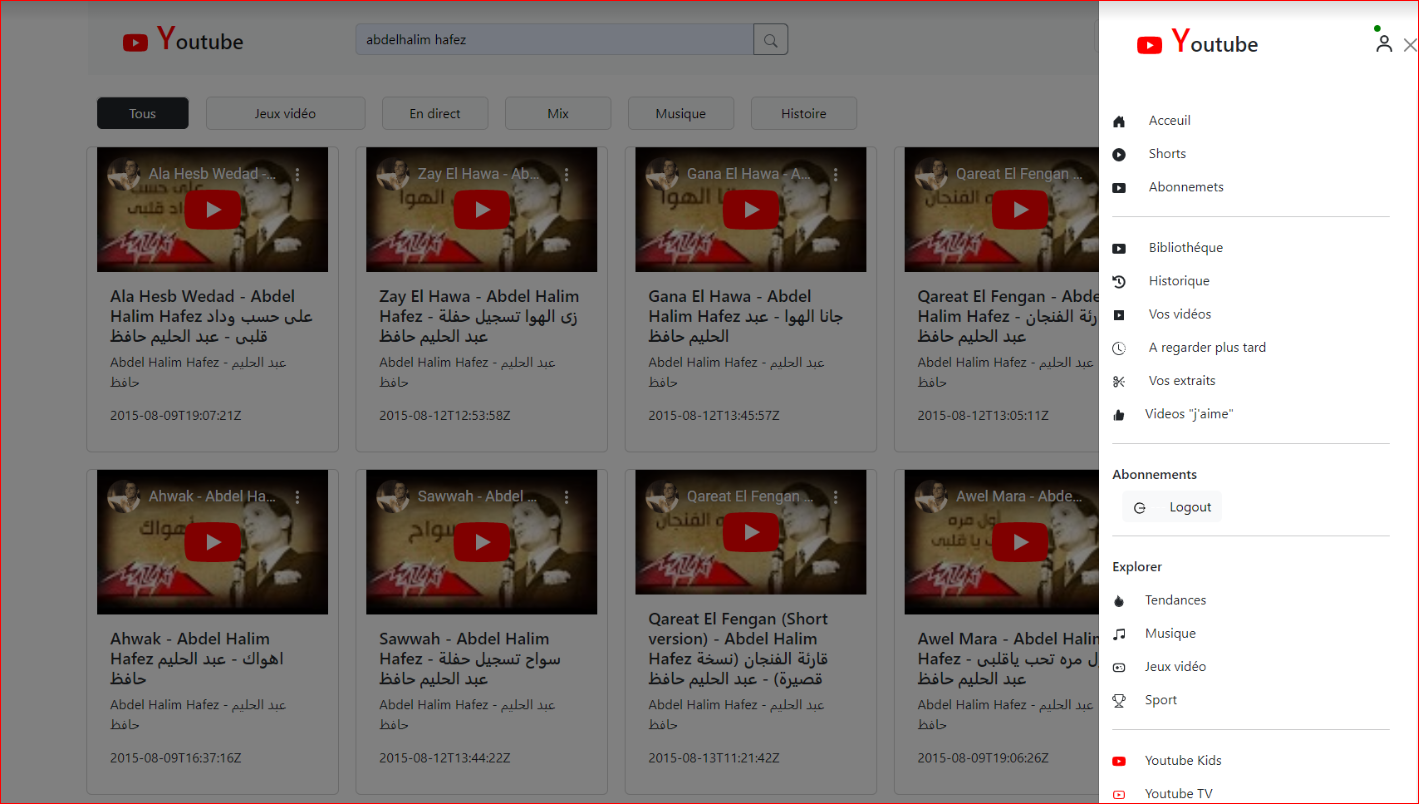 Youtube
abdelhalim hafez
Tous
Jeux vidéo
En direct
Mix
Musique
Histoire
Ala Hesb Wedad -...
Zay El Hawa - Ab...
Gana El Hawa - A...
Qareat El Fengan ...
Ala Hesb Wedad - Abdel
Halim Hafez على حسب وداد
قلبى - عبد الحليم حافظ
Abdel Halim Hafez - عبد الحليم
حافظ
2015-08-09T19:07:21Z
Zay El Hawa - Abdel Halim
Hafez - زى الهوا تسجيل حفلة
عبد الحليم حافظ
Abdel Halim Hafez - عبد الحليم
حافظ
2015-08-12T12:53:58Z
Gana El Hawa - Abdel
Halim Hafez جانا الهوا - عبد
الحليم حافظ
Abdel Halim Hafez - عبد الحليم
حافظ
2015-08-12T13:45:57Z
Qareat El Fengan - Abde
Halim Hafez - رئة الفنجان
عبد الحليم حافظ
Abdel Halim Hafez - عبد الحليم
حافظ
2015-08-12T13:05:11Z
Ahwak - Abdel Ha...
Sawwah - Abdel ...
Qareat El Fengan ...
Awel Mara - Abde...
Ahwak - Abdel Halim
Hafez اهواك - عبد الحليم
حافظ
Abdel Halim Hafez - عبد الحليم
حافظ
2015-08-09T16:37:16Z
Sawwah - Abdel Halim
Hafez - سواح تسجيل حفلة
عبد الحليم حافظ
Abdel Halim Hafez - عبد الحليم
حافظ
2015-08-12T13:44:22Z
Qareat El Fengan (Short
version) - Abdel Halim
Hafez قارئة الفنجان (نسخة
قصيرة) - عبد الحليم حافظ
Abdel Halim Hafez - عبد الحليم
حافظ
2015-08-13T11:21:42Z
Awel Mara - Abdel Halim
Hafez - ل مره تحب ياقلبى
عبد الحليم حافظ
Abdel Halim Hafez - عبد الحليم
حافظ
2015-08-09T19:06:26Z
Youtube
Acceuil
Shorts
Abonnemets
Bibliothéque
Historique
Vos vidéos
A regarder plus tard
Vos extraits
Videos "j'aime"
Abonnements
Logout
Explorer
Tendances
Musique
Jeux vidéo
Sport
Youtube Kids
Youtube TV